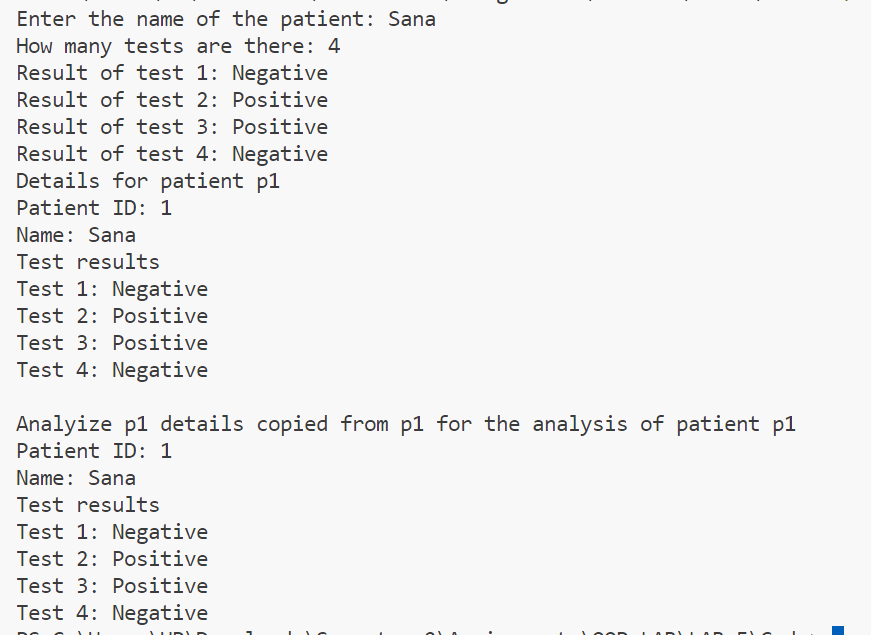 Enter the name of the patient: Sana
How many tests are there: 4
Result of test 1: Negative
Result of test 2: Positive
Result of test 3: Positive
Result of test 4: Negative
Details for patient p1
Patient ID: 1
Name: Sana
Test results
Test 1: Negative
Test 2: Positive
Test 3: Positive
Test 4: Negative
Analyize p1 details copied from p1 for the analysis of patient p1
Patient ID: 1
Name: Sana
Test results
Test 1: Negative
Test 2: Positive
Test 3: Positive
Test 4: Negative